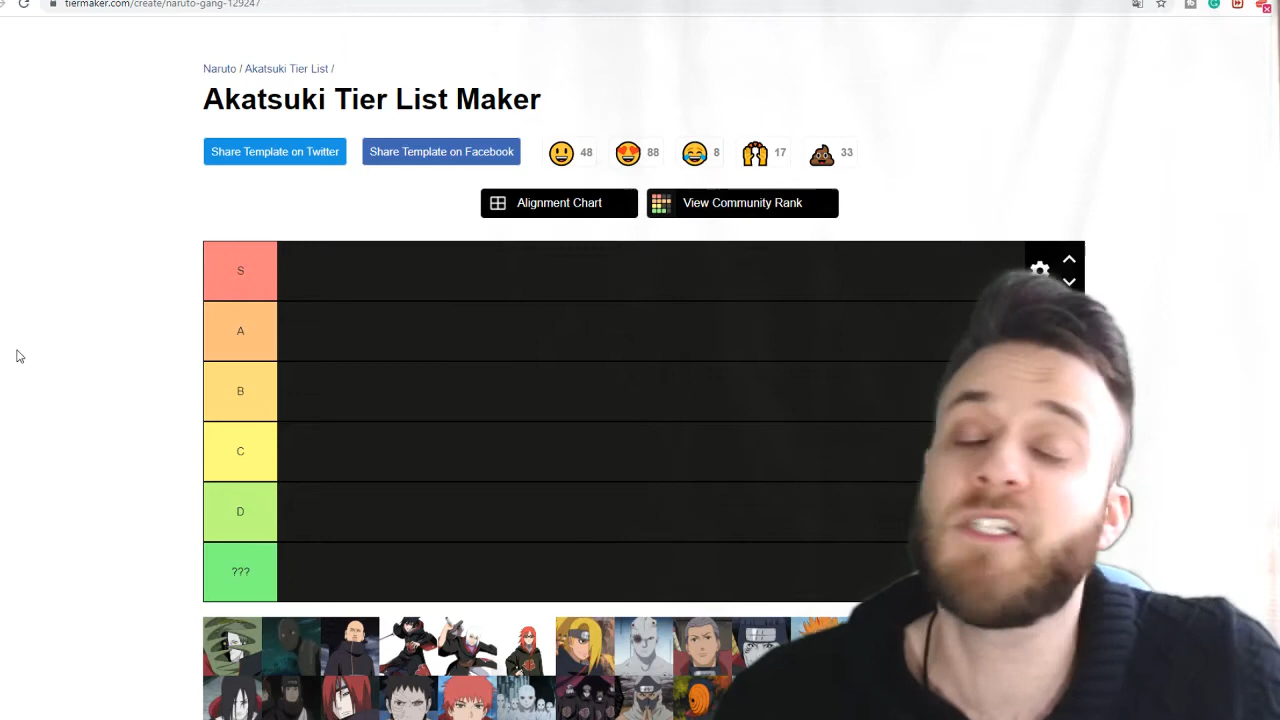 tiermaker.com/create/naruto-gang-129247
Naruto / Akatsuki Tier List /
Akatsuki Tier List Maker
Share Template on Twitter
Share Template on Facebook
48
88
8
17
33
Alignment Chart
View Community Rank
S
A
B
C
D
???